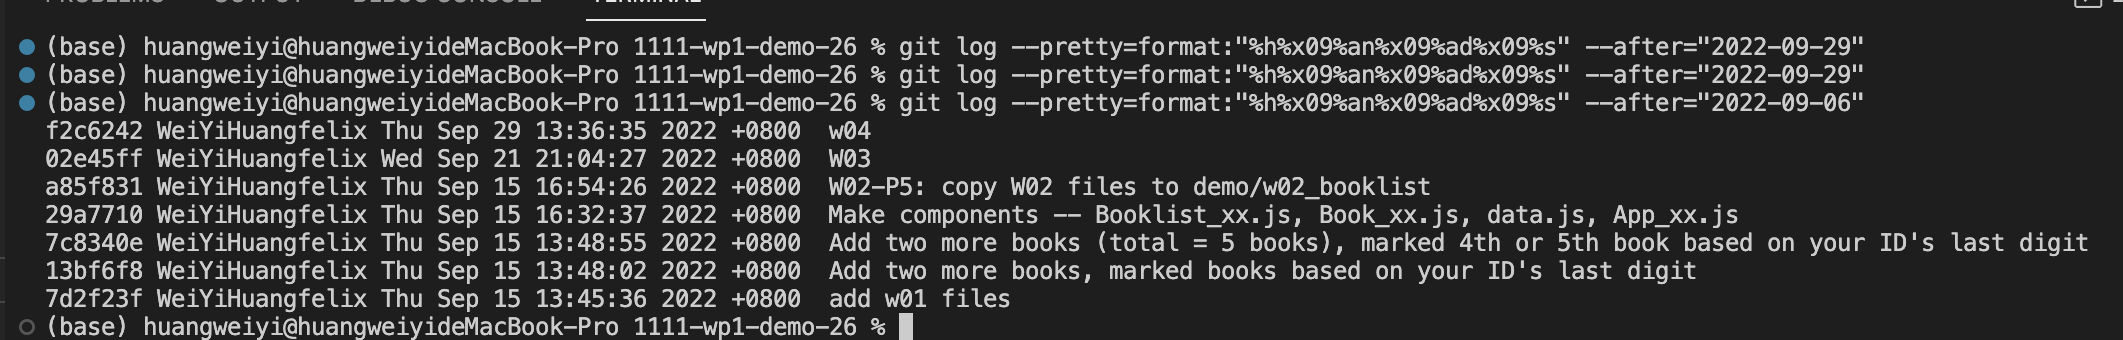 PROBLEMS OUTPUT DEBUG CONSOLE TERMINAL
(base) huangweiyi@huangweiyideMacBook-Pro 1111-wp1-demo-26 % git log --pretty=format:"%h%x09%an%x09%ad%x09%s" --after="2022-09-29"
(base) huangweiyi@huangweiyideMacBook-Pro 1111-wp1-demo-26 % git log --pretty=format:"%h%x09%an%x09%ad%x09%s" --after="2022-09-29"
(base) huangweiyi@huangweiyideMacBook-Pro 1111-wp1-demo-26 % git log --pretty=format:"%h%x09%an%x09%ad%x09%s" --after="2022-09-06"
f2c6242 WeiYiHuangfelix Thu Sep 29 13:36:35 2022 +0800  w04
02e45ff WeiYiHuangfelix Wed Sep 21 21:04:27 2022 +0800  W03
a85f831 WeiYiHuangfelix Thu Sep 15 16:54:26 2022 +0800  W02-P5: copy W02 files to demo/w02_booklist
29a7710 WeiYiHuangfelix Thu Sep 15 16:32:37 2022 +0800  Make components -- Booklist_xx.js, Book_xx.js, data.js, App_xx.js
7c8340e WeiYiHuangfelix Thu Sep 15 13:48:55 2022 +0800  Add two more books (total = 5 books), marked 4th or 5th book based on your ID's last digit
13bf6f8 WeiYiHuangfelix Thu Sep 15 13:48:02 2022 +0800  Add two more books, marked books based on your ID's last digit
7d2f23f WeiYiHuangfelix Thu Sep 15 13:45:36 2022 +0800  add w01 files
(base) huangweiyi@huangweiyideMacBook-Pro 1111-wp1-demo-26 %